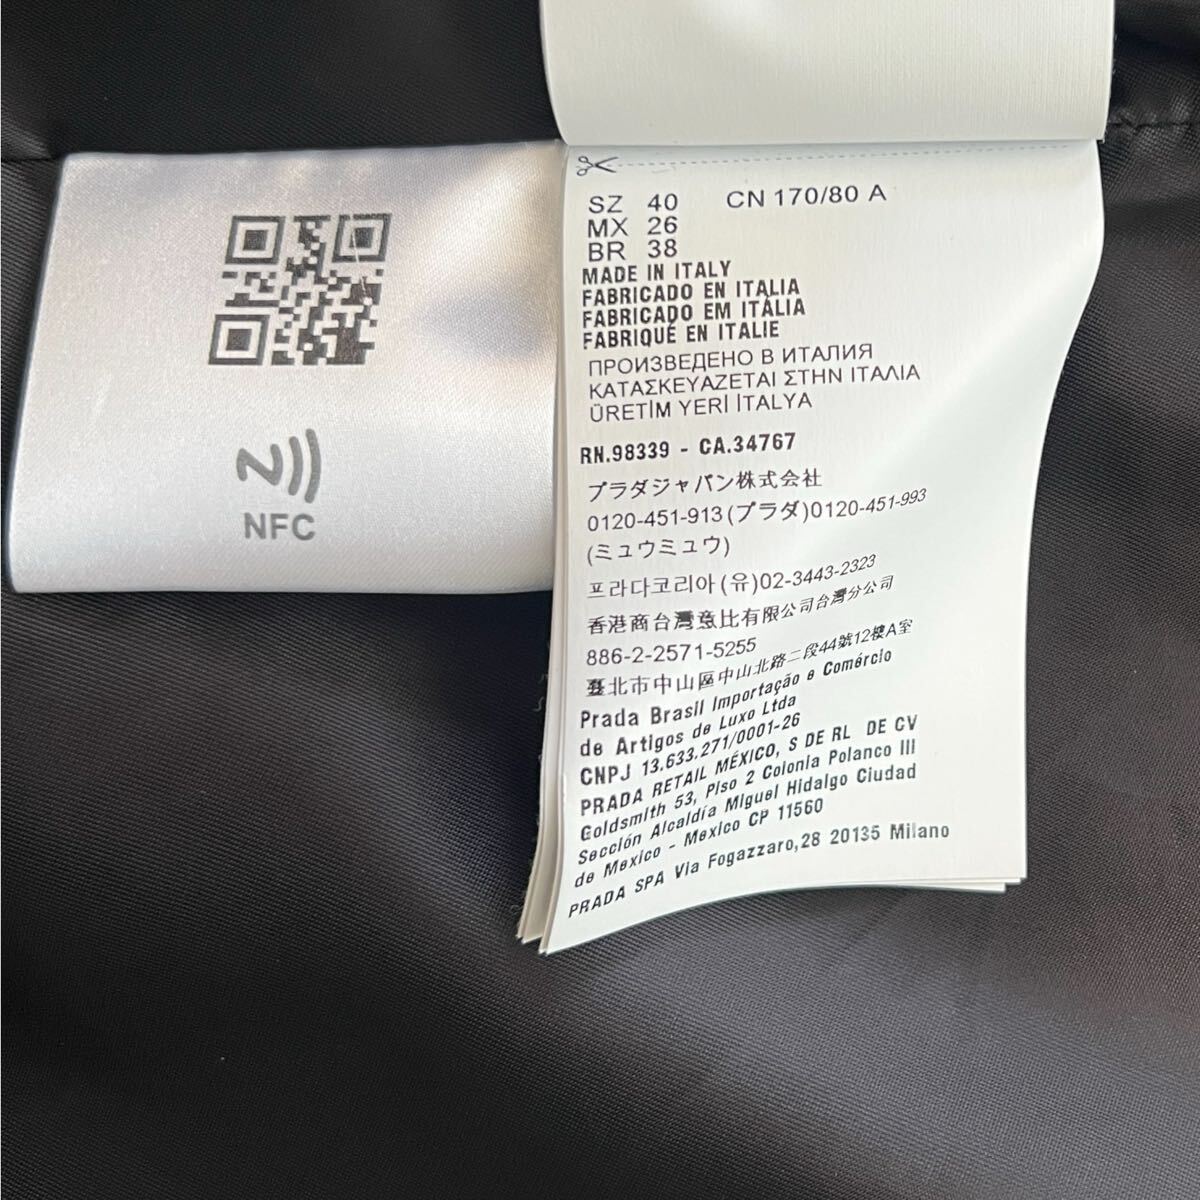 NFC
SZ 40 CN 170/80 A
MX 26
BR 38
MADE IN ITALY
FABRICADO EN ITALIA
FABRICADO EM ITÁLIA
FABRIQUÉ EN ITALIE
ПРОИЗВЕДЕНО В ИТАЛИЯ
ΚΑΤΑΣΚΕΥΑΖΕΤΑΙ ΣΤΗΝ ΙΤΑΛΙΑ
ÜRETİM YERİ İTALYA
RN.98339 - CA.34767
プラダジャパン株式会社
0120-451-913(プラダ)0120-451-993
(ミュウミュウ)
프라다코리아(유)02-3443-2323
香港商台灣意比有限公司台灣分公司
886-2-2571-5255
臺北市中山區中山北路二段44號12樓A室
Prada Brasil Importação e Comércio
de Artigos de Luxo Ltda
CNPJ 13.633.271/0001-26
PRADA RETAIL MÉXICO, S DE RL DE CV
Goldsmith 53, Piso 2 Colonia Polanco III
Sección Alcaldía Miguel Hidalgo Ciudad
de Mexico - Mexico CP 11560
PRADA SPA Via Fogazzaro,28 20135 Milano